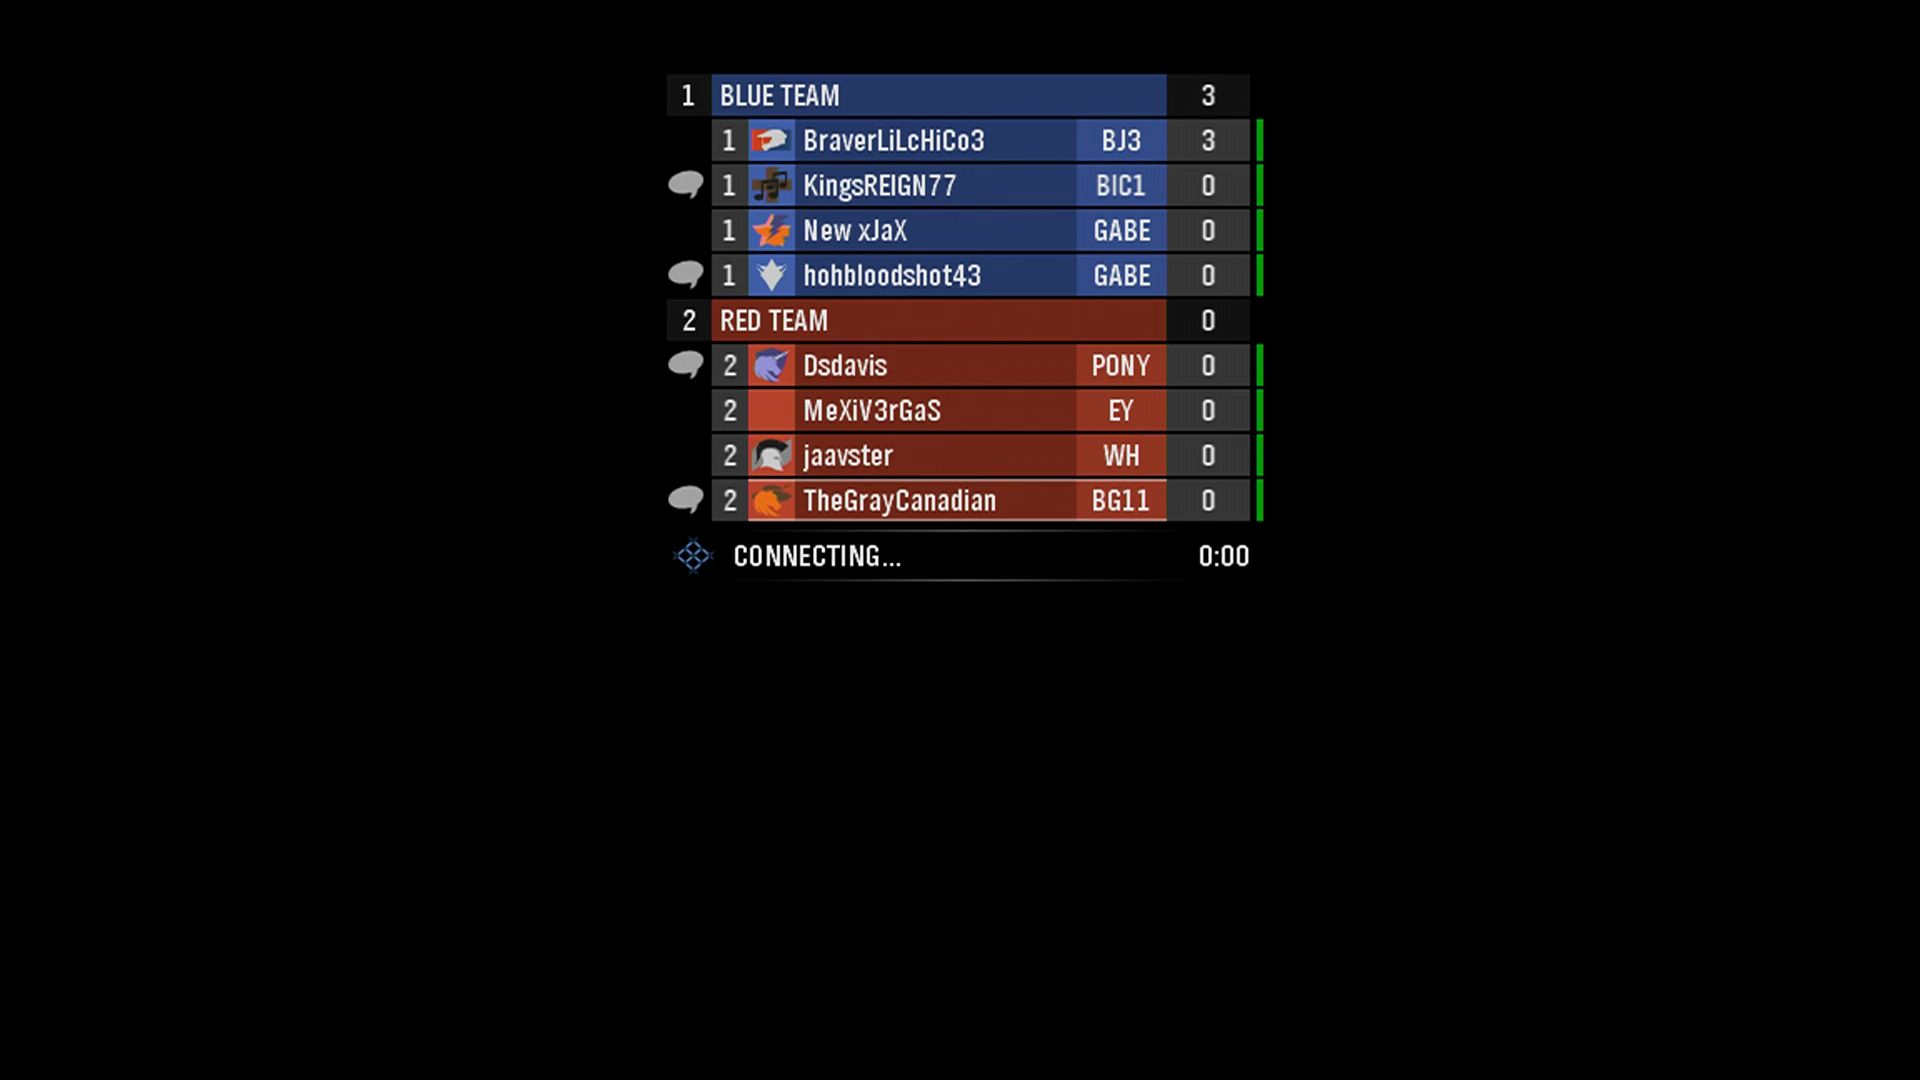 1 BLUE TEAM 3
1 BraverLiLcHiCo3 BJ3 3
1 KingsREIGN77 BIC1 0
1 New xJaX GABE 0
1 hohbloodshot43 GABE 0
2 RED TEAM 0
2 Dsdavis PONY 0
2 MeXiV3rGaS EY 0
2 jaavster WH 0
2 TheGrayCanadian BG11 0
CONNECTING... 0:00